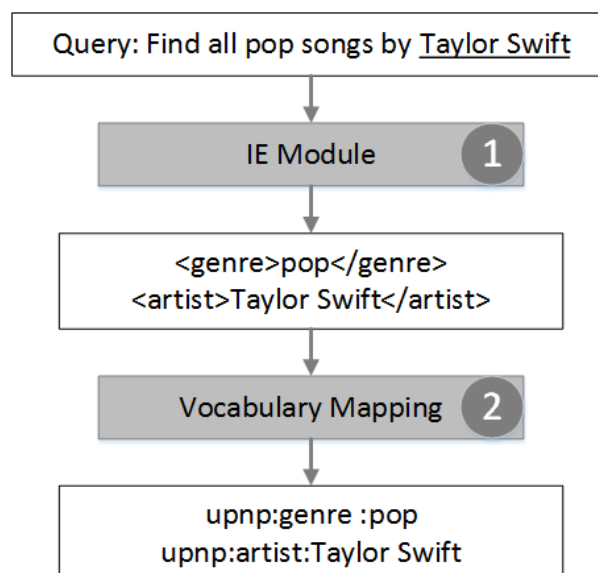 Query: Find all pop songs by Taylor Swift
IE Module 1
<genre>pop</genre>
<artist>Taylor Swift</artist>
Vocabulary Mapping 2
upnp:genre :pop
upnp:artist:Taylor Swift